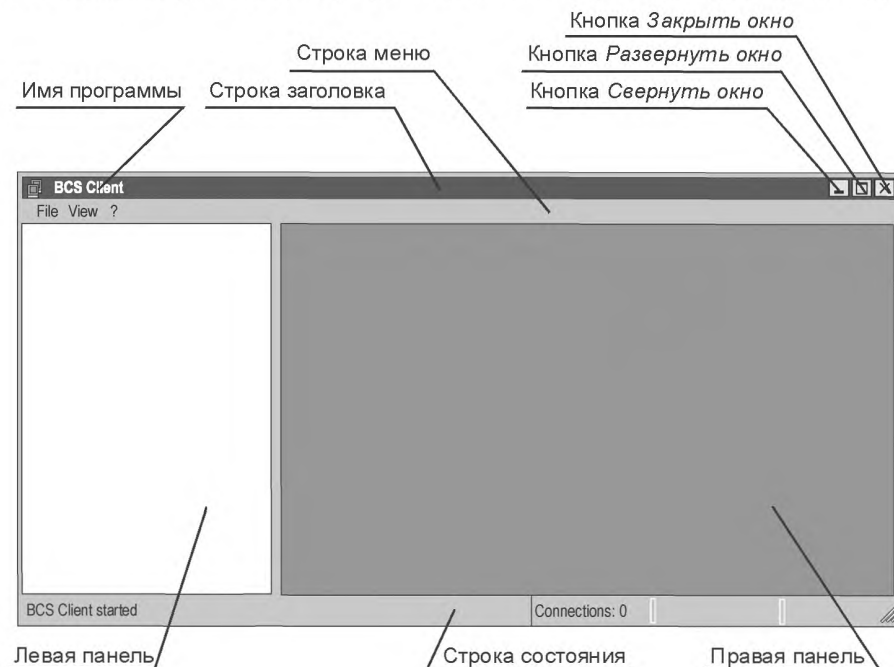 Кнопка Закрыть окно
Строка меню
Кнопка Развернуть окно
Имя программы
Строка заголовка
Кнопка Свернуть окно
BCS Client
File View ?
BCS Client started
Connections: 0
Левая панель
Строка состояния
Правая панель